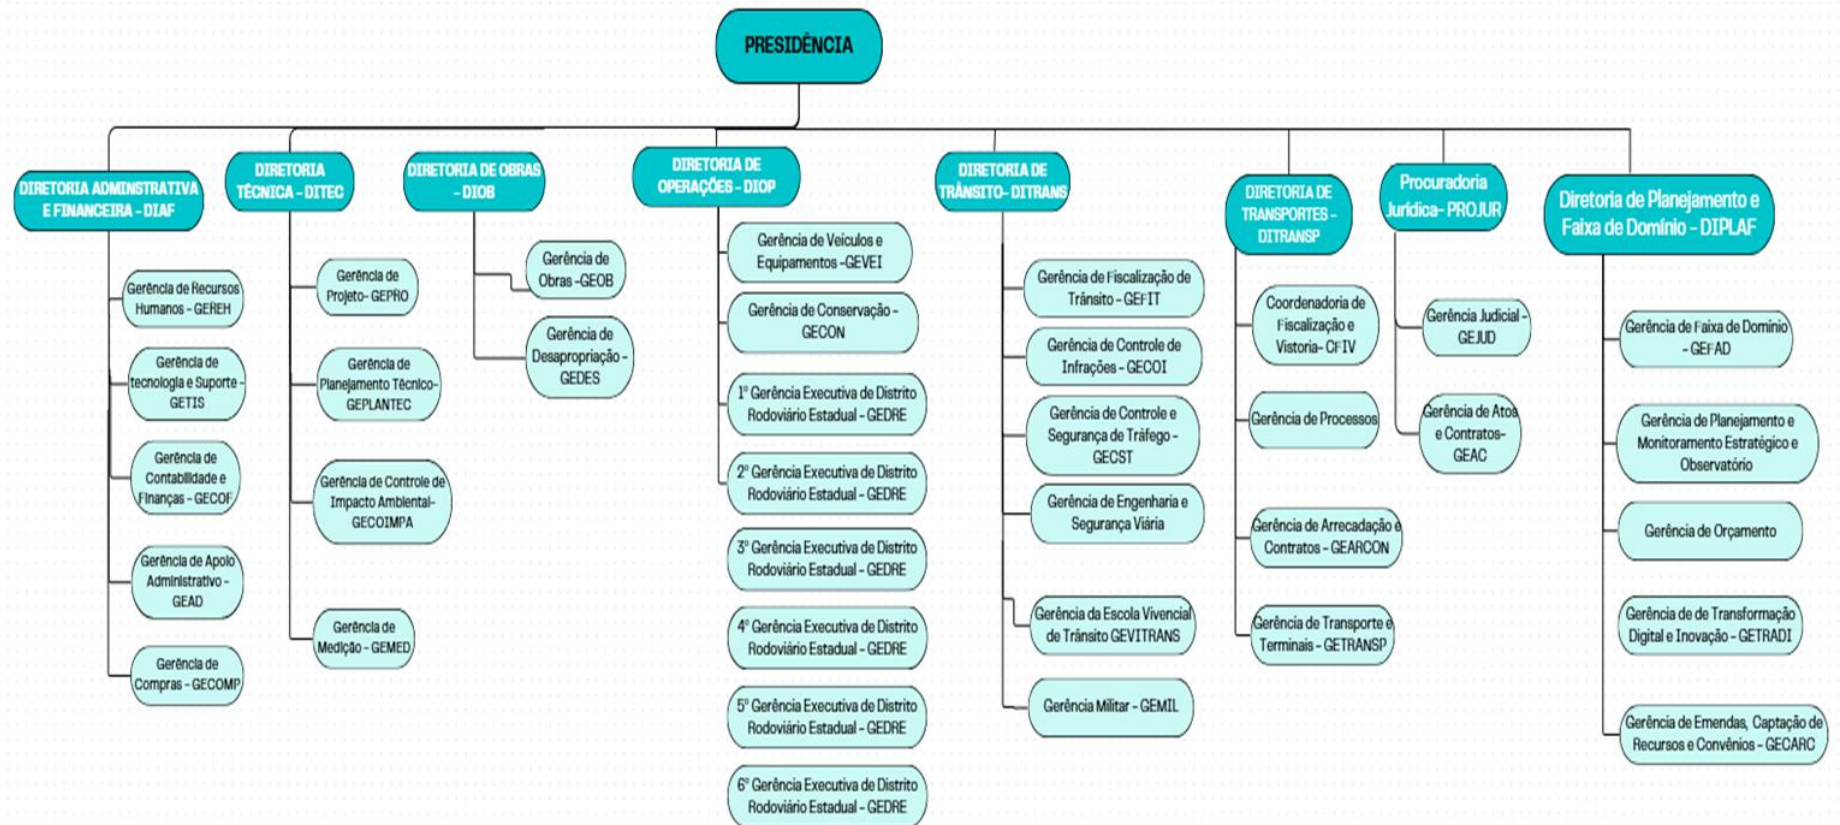 PRESIDÊNCIA
DIRETORIA ADMINSTRATIVA
E FINANCEIRA - DIAF
Gerência de Recursos
Humanos - GEREH
Gerência de
tecnologia e Suporte -
GETIS
Gerência de
Contabilidade e
Finanças - GECOF
Gerência de Apoio
Administrativo -
GEAD
Gerência de
Compras - GECOMP
DIRETORIA
TÉCNICA - DITEC
Gerência de
Projeto- GEPRO
Gerência de
Planejamento Técnico-
GEPLANTEC
Gerência de Controle de
Impacto Ambiental-
GECOIMPA
Gerência de
Medição - GEMED
DIRETORIA DE OBRAS
- DIOB
Gerência de
Obras -GEOB
Gerência de
Desapropriação -
GEDES
DIRETORIA DE
OPERAÇÕES - DIOP
Gerência de Veículos e
Equipamentos -GEVEI
Gerência de Conservação -
GECON
1° Gerência Executiva de Distrito
Rodoviário Estadual - GEDRE
2° Gerência Executiva de Distrito
Rodoviário Estadual - GEDRE
3° Gerência Executiva de Distrito
Rodoviário Estadual - GEDRE
4° Gerência Executiva de Distrito
Rodoviário Estadual - GEDRE
5° Gerência Executiva de Distrito
Rodoviário Estadual - GEDRE
6° Gerência Executiva de Distrito
Rodoviário Estadual - GEDRE
DIRETORIA DE
TRÂNSITO- DITRANS
Gerência de Fiscalização de
Trânsito - GEFIT
Gerência de Controle de
Infrações - GECOI
Gerência de Controle e
Segurança de Tráfego -
GECST
Gerência de Engenharia e
Segurança Viária
Gerência da Escola Vivencial
de Trânsito GEVITRANS
Gerência Militar - GEMIL
DIRETORIA DE
TRANSPORTES -
DITRANSP
Coordenadoria de
Fiscalização e
Vistoria- CFIV
Gerência de Processos
Gerência de Arrecadação e
Contratos - GEARCON
Gerência de Transporte e
Terminais - GETRANSP
Procuradoria
Jurídica- PROJUR
Gerência Judicial -
GEJUD
Gerência de Atos
e Contratos-
GEAC
Diretoria de Planejamento e
Faixa de Domínio - DIPLAF
Gerência de Faixa de Domínio
- GEFAD
Gerência de Planejamento e
Monitoramento Estratégico e
Observatório
Gerência de Orçamento
Gerência de de Transformação
Digital e Inovação - GETRADI
Gerência de Emendas, Captação de
Recursos e Convênios - GECARC